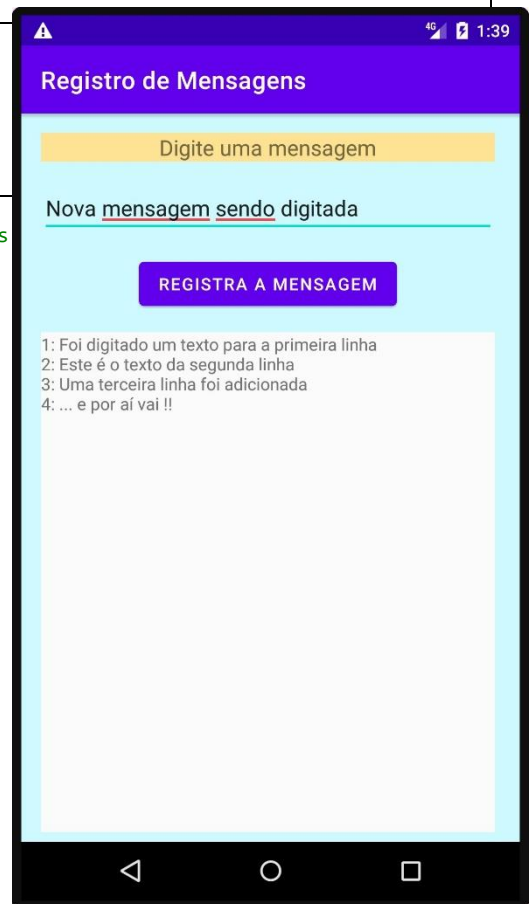 4G 1:39
Registro de Mensagens
Digite uma mensagem
Nova mensagem sendo digitada
s
REGISTRA A MENSAGEM
1: Foi digitado um texto para a primeira linha
2: Este é o texto da segunda linha
3: Uma terceira linha foi adicionada
4: ... e por aí vai !!